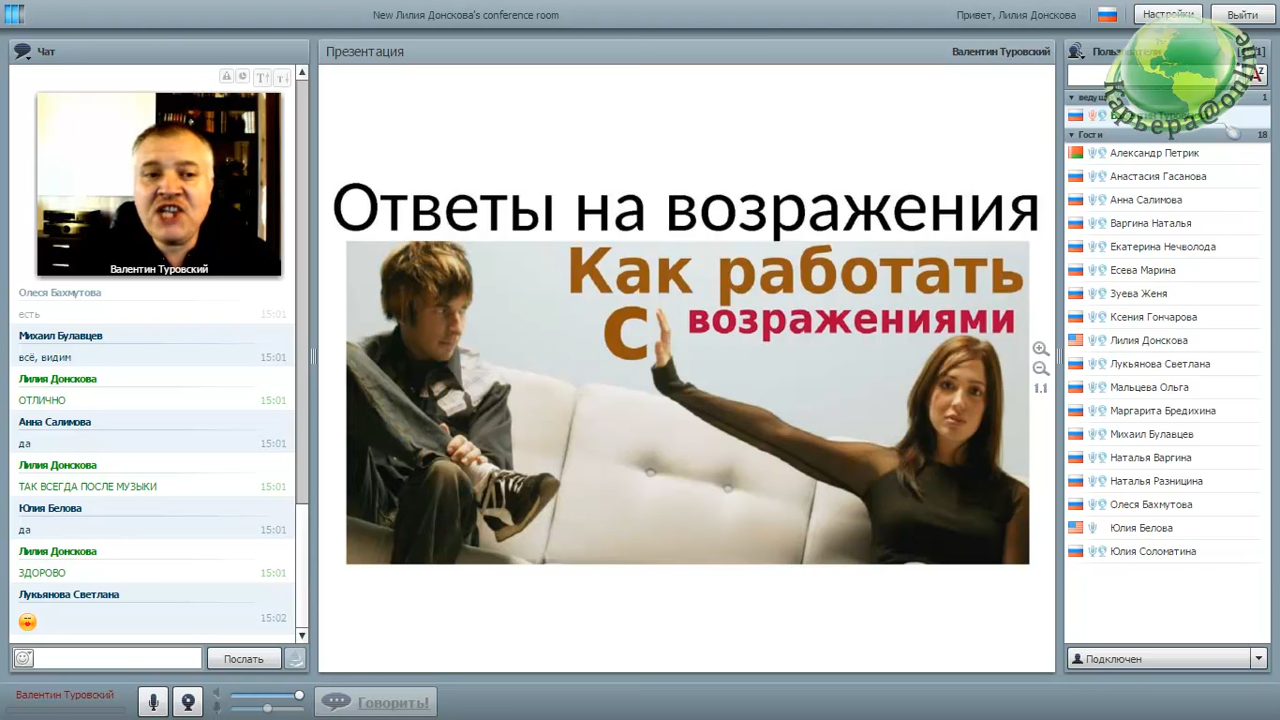 New Лилия Донскова's conference room
Привет, Лилия Донскова
Настройки
Выйти
Чат
Валентин Туровский
Олеся Бахмутова
есть 15:01
Михаил Булавцев
всё, видим 15:01
Лилия Донскова
ОТЛИЧНО 15:01
Анна Салимова
да 15:01
Лилия Донскова
ТАК ВСЕГДА ПОСЛЕ МУЗЫКИ 15:01
Юлия Белова
да 15:01
Лилия Донскова
ЗДОРОВО 15:01
Лукьянова Светлана
15:02
Послать
Презентация
Валентин Туровский
Ответы на возражения
Как работать
с возражениями
1.1
Карьера@online
1
Гости 18
Александр Петрик
Анастасия Гасанова
Анна Салимова
Варгина Наталья
Екатерина Нечволода
Есева Марина
Зуева Женя
Ксения Гончарова
Лилия Донскова
Лукьянова Светлана
Мальцева Ольга
Маргарита Бредихина
Михаил Булавцев
Наталья Варгина
Наталья Разницина
Олеся Бахмутова
Юлия Белова
Юлия Соломатина
Подключен
Валентин Туровский
Говорить!